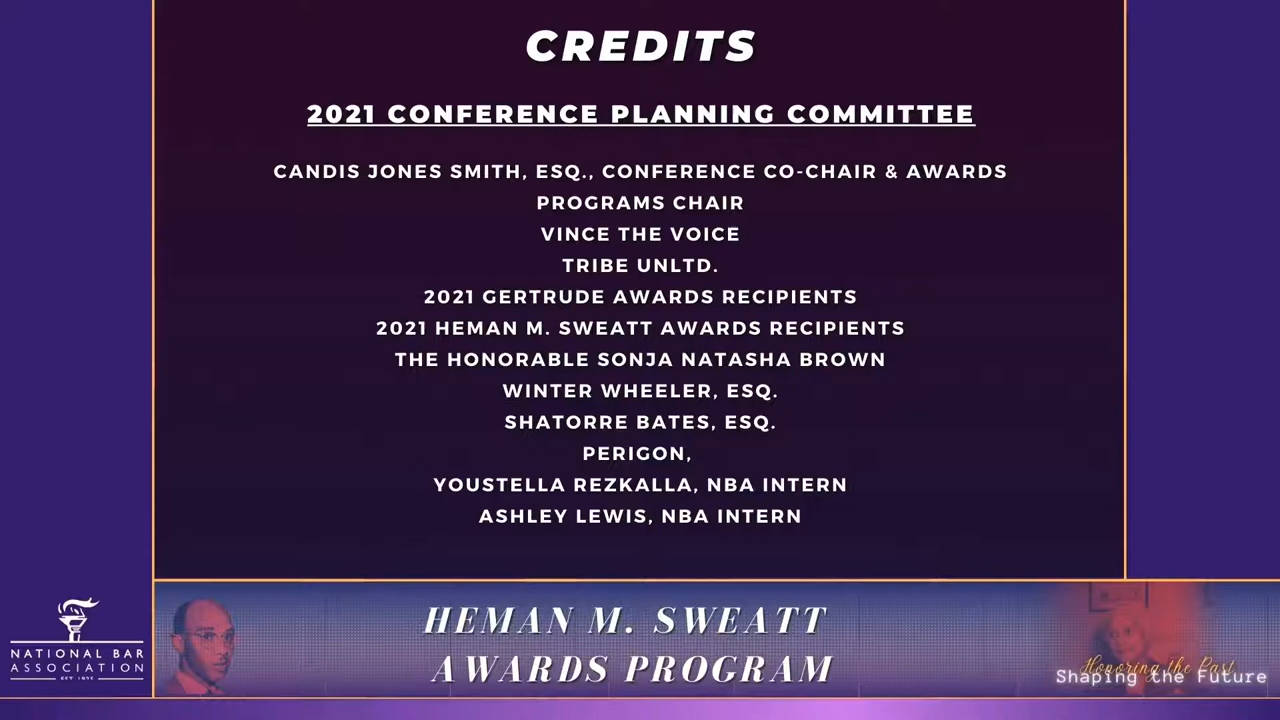 CREDITS
2021 CONFERENCE PLANNING COMMITTEE
CANDIS JONES SMITH, ESQ., CONFERENCE CO-CHAIR & AWARDS
PROGRAMS CHAIR
VINCE THE VOICE
TRIBE UNLTD.
2021 GERTRUDE AWARDS RECIPIENTS
2021 HEMAN M. SWEATT AWARDS RECIPIENTS
THE HONORABLE SONJA NATASHA BROWN
WINTER WHEELER, ESQ.
SHATORRE BATES, ESQ.
PERIGON,
YOUSTELLA REZKALLA, NBA INTERN
ASHLEY LEWIS, NBA INTERN
NATIONAL BAR
ASSOCIATION
EST 1925
HEMAN M. SWEATT
AWARDS PROGRAM
Honoring the Past
Shaping the Future